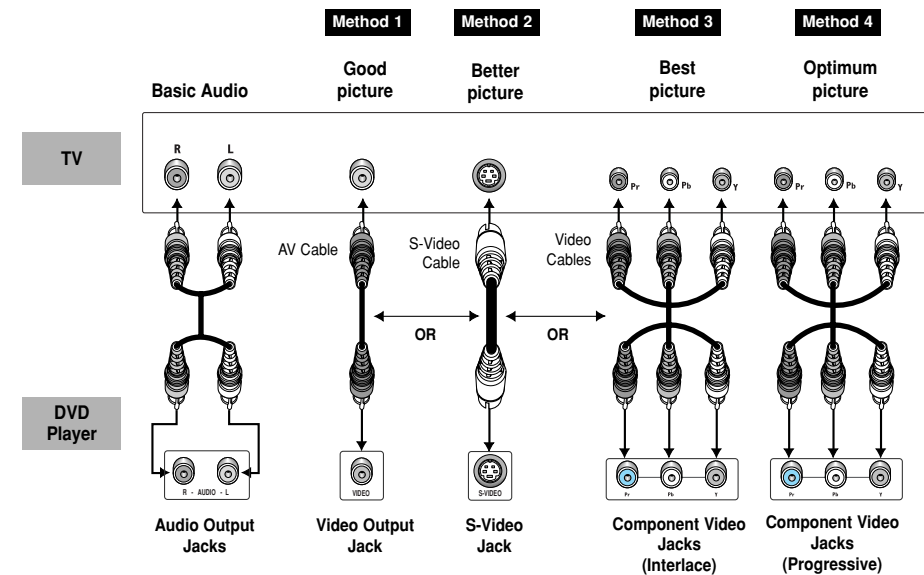 Method 1
Method 2
Method 3
Method 4
Basic Audio
Good
picture
Better
picture
Best
picture
Optimum
picture
TV
R
L
Pr
Pb
Y
Pr
Pb
Y
AV Cable
S-Video
Cable
Video
Cables
OR
OR
DVD
Player
R - AUDIO - L
VIDEO
S-VIDEO
Pr
Pb
Y
Pr
Pb
Y
Audio Output
Jacks
Video Output
Jack
S-Video
Jack
Component Video
Jacks
(Interlace)
Component Video
Jacks
(Progressive)